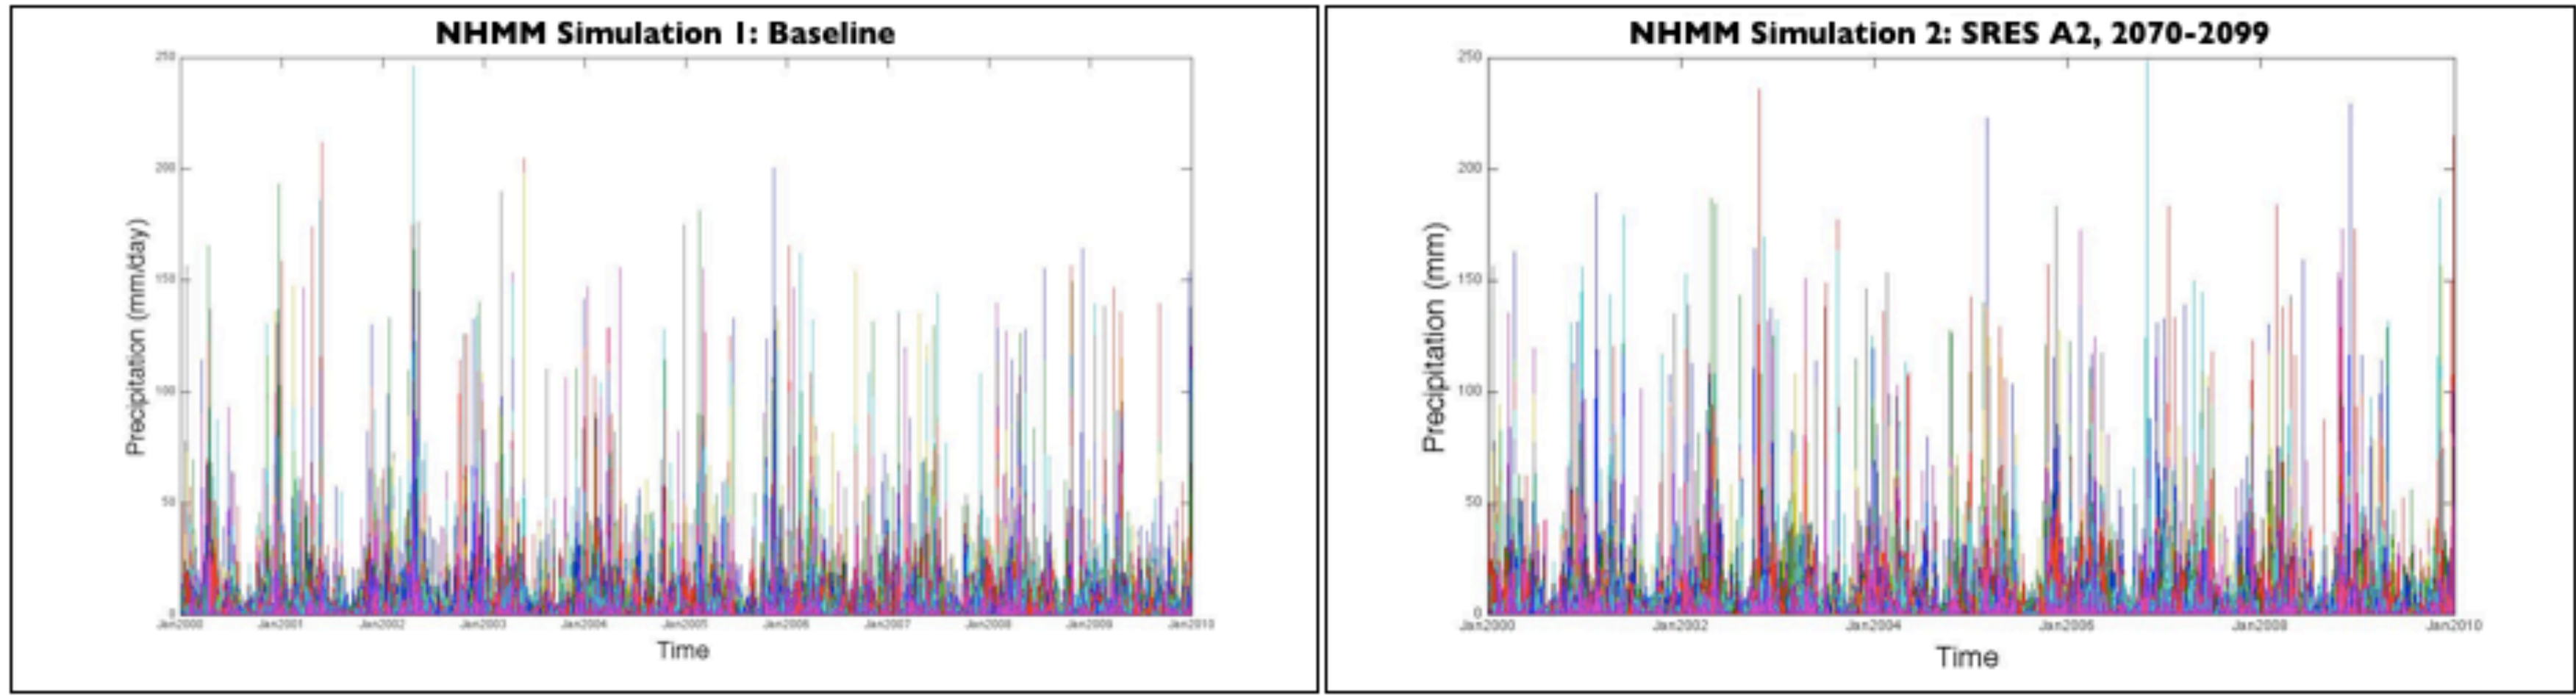 NHMM Simulation 1: Baseline
250
200
150
100
50
0
Precipitation (mm/day)
Jan2000 Jan2001 Jan2002 Jan2003 Jan2004 Jan2005 Jan2006 Jan2007 Jan2008 Jan2009 Jan2010
Time
NHMM Simulation 2: SRES A2, 2070-2099
250
200
150
100
50
0
Precipitation (mm)
Jan2000 Jan2002 Jan2004 Jan2006 Jan2008 Jan2010
Time